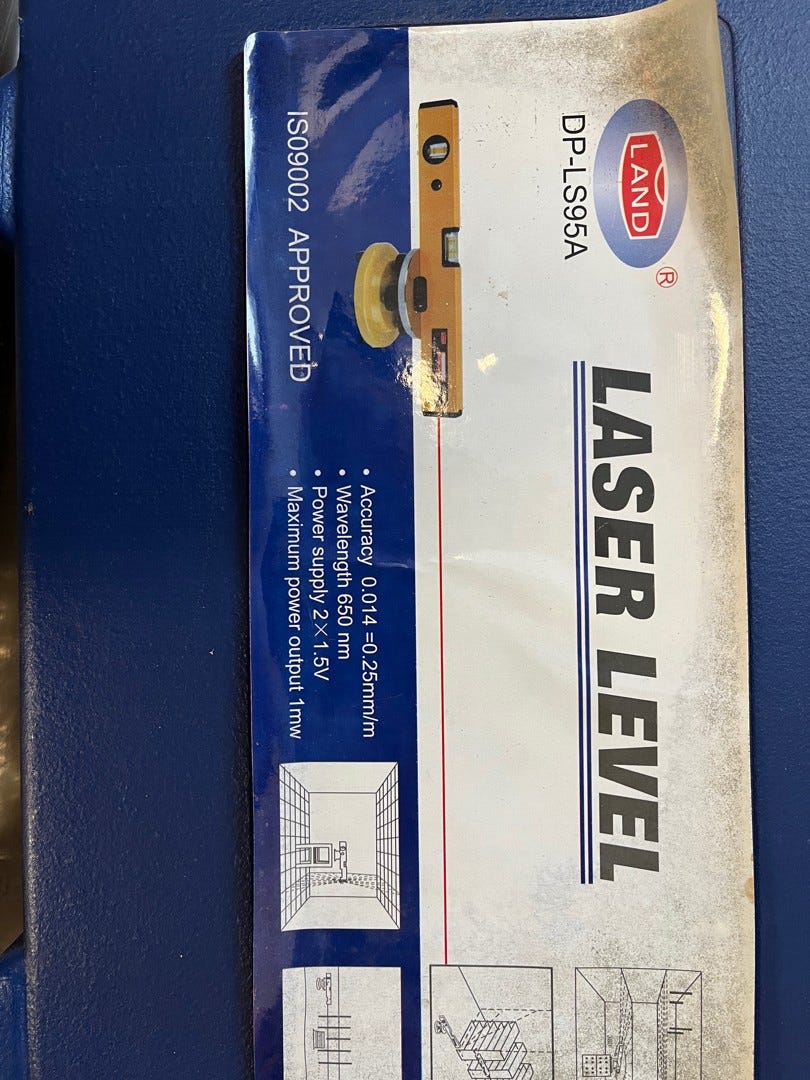 LAND
®
DP-LS95A
LASER LEVEL
ISO9002 APPROVED
• Accuracy 0.014 =0.25mm/m
• Wavelength 650 nm
• Power supply 2×1.5V
• Maximum power output 1mw